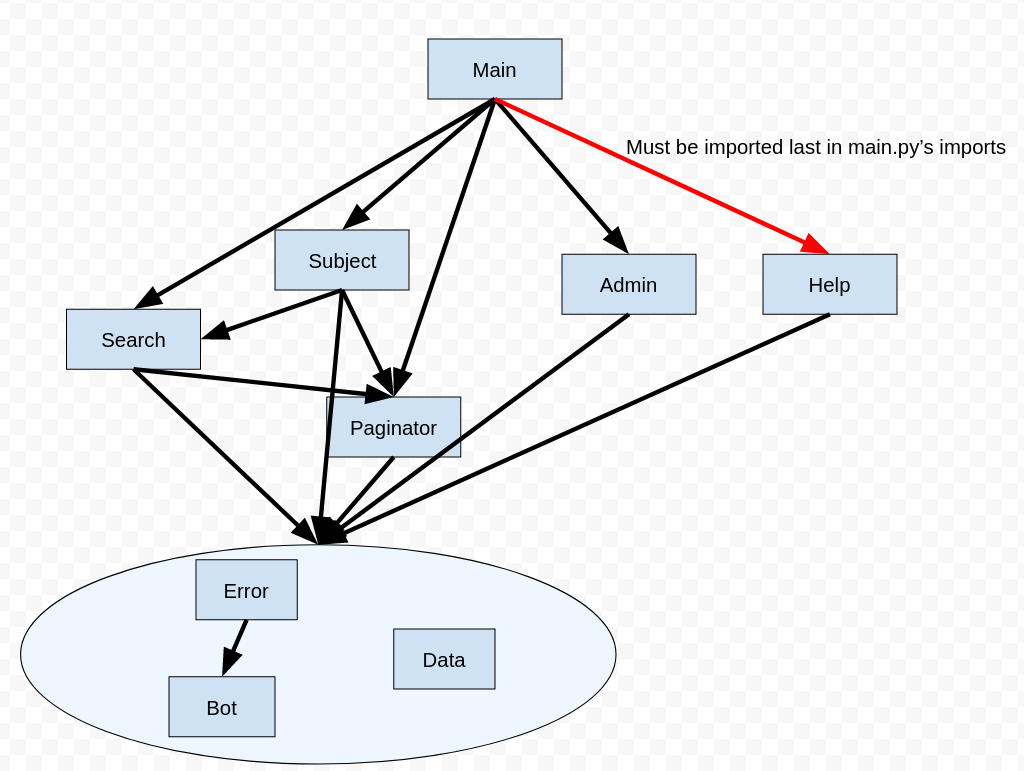 Main
Must be imported last in main.py’s imports
Subject
Admin
Help
Search
Paginator
Error
Data
Bot